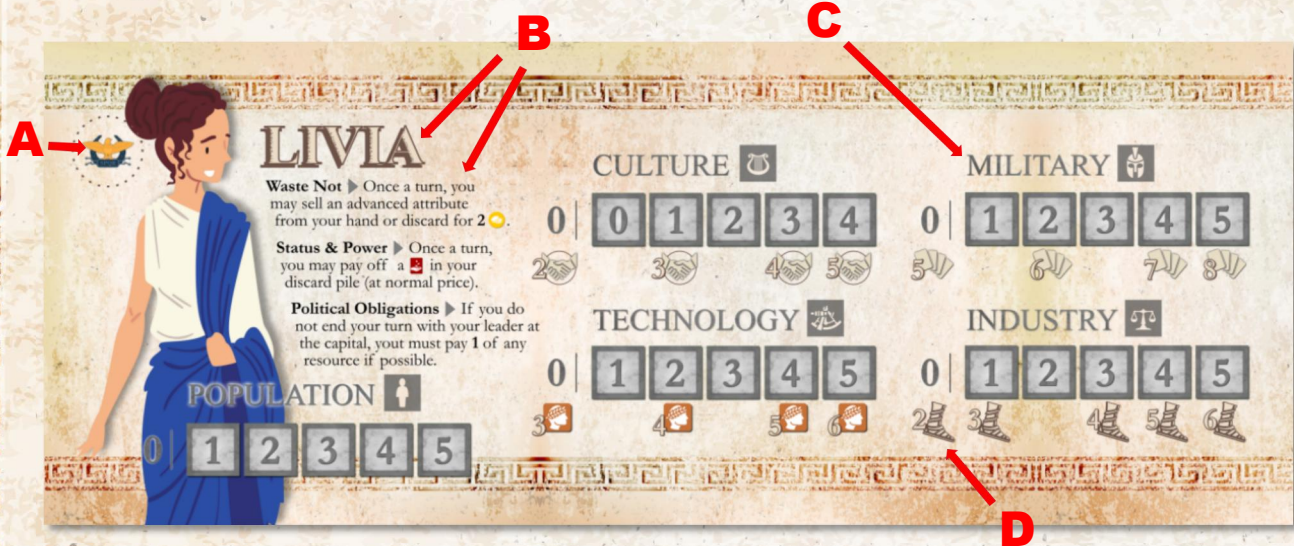 B
C
A
LIVIA
Waste Not ▶ Once a turn, you
may sell an advanced attribute
from your hand or discard for 2 .
Status & Power ▶ Once a turn,
you may pay off a in your
discard pile (at normal price).
Political Obligations ▶ If you do
not end your turn with your leader at
the capital, yout must pay 1 of any
resource if possible.
POPULATION
0| 1 2 3 4 5
CULTURE
0| 0 1 2 3 4
2 3 4 5
MILITARY
0| 1 2 3 4 5
5 6 7 8
TECHNOLOGY
0| 1 2 3 4 5
3 4 5 6
INDUSTRY
0| 1 2 3 4 5
2 3 4 5 6
D